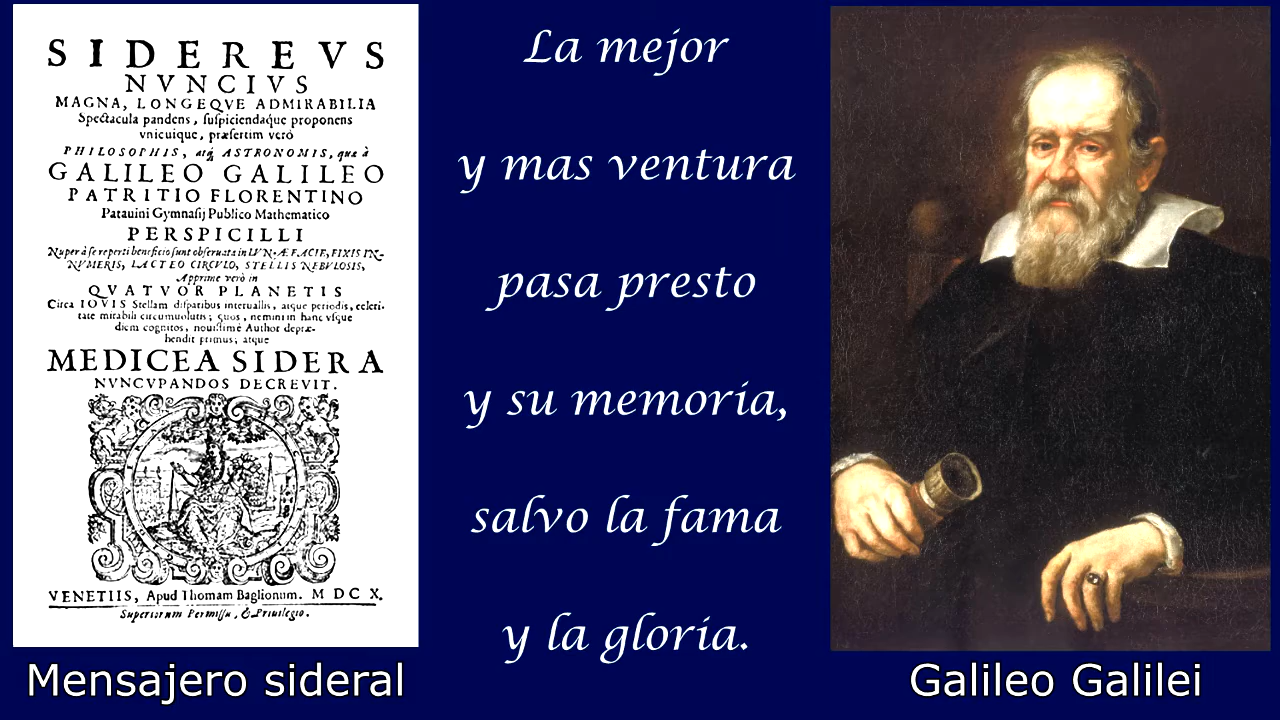 SIDEREVS
NVNCIVS
MAGNA, LONGEQVE ADMIRABILIA
Spectacula pandens, ſuſpiciendaque proponens
vnicuique, præſertim verò
PHILOSOPHIS, atq́ ASTRONOMIS, quæ à
GALILEO GALILEO
PATRITIO FLORENTINO
Patauini Gymnaſij Publico Mathematico
PERSPICILLI
Nuper à ſe reperti beneficio ſunt obſeruata in LVNÆ FACIE, FIXIS IN-
NVMERIS, LACTEO CIRCVLO, STELLIS NEBVLOSIS,
Apprime verò in
QVATVOR PLANETIS
Circa IOVIS Stellam diſparibus interuallis, atque periodis, celeri-
tate mirabili circumuolutis; quos, nemini in hanc vſque
diem cognitos, nouiſſimè Author depræ-
hendit primus; atque
MEDICEA SIDERA
NVNCVPANDOS DECREVIT.
VENETIIS, Apud Thomam Baglionum. M DC X.
Superiorum Permiſſu, & Priuilegio.
Mensajero sideral
La mejor
y mas ventura
pasa presto
y su memoria,
salvo la fama
y la gloria.
Galileo Galilei